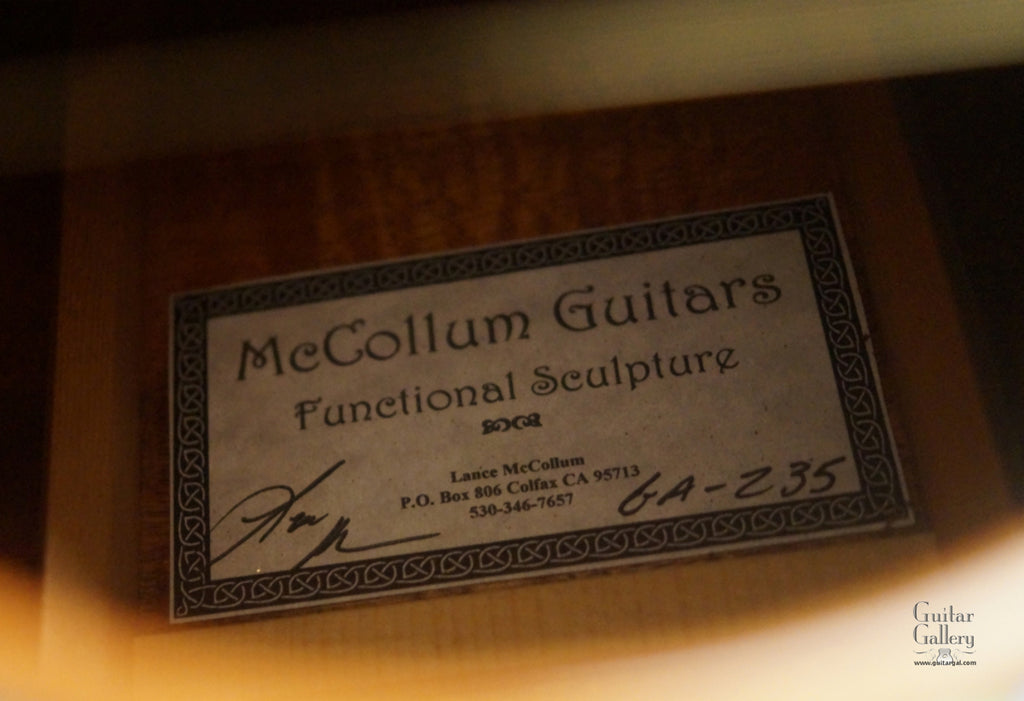 McCollum Guitars
Functional Sculpture
Lance McCollum
P.O. Box 806 Colfax CA 95713
530-346-7657
GA-235
Guitar
Gallery
www.guitargal.com